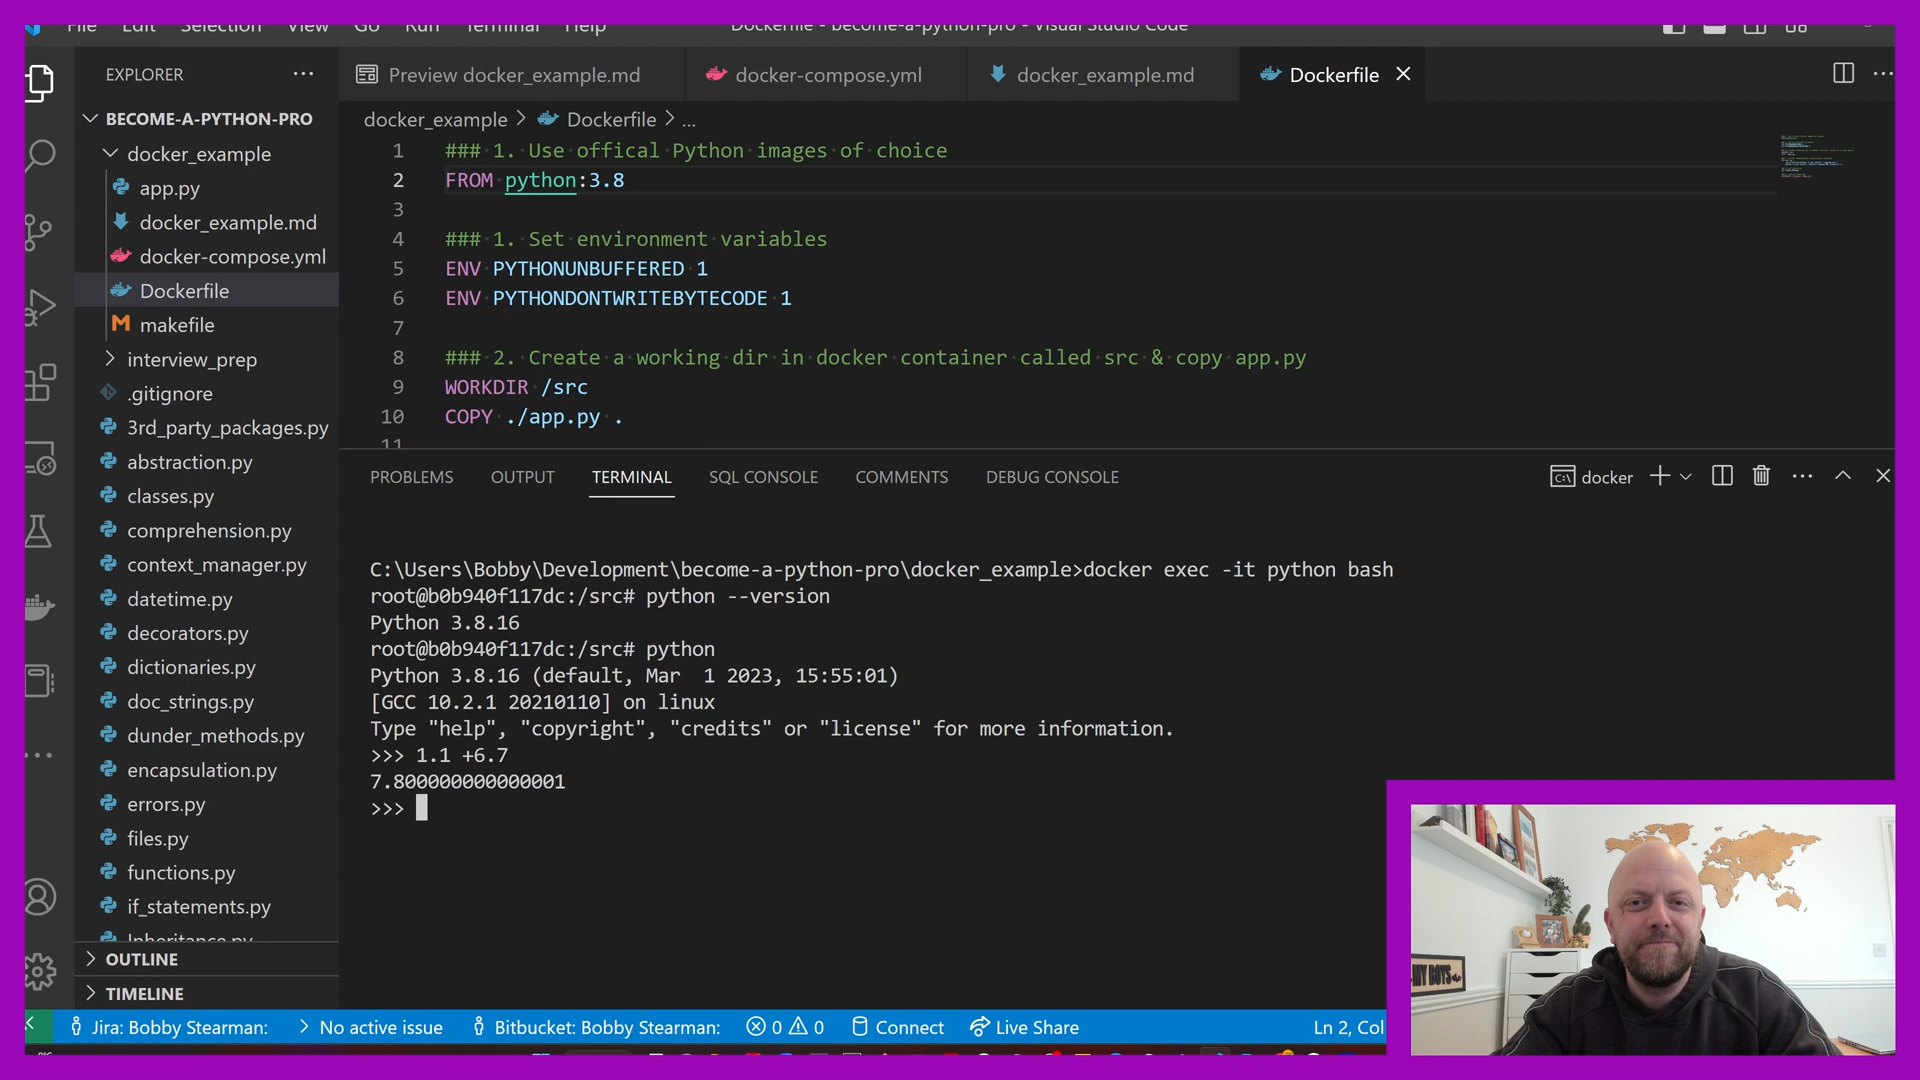 File Edit Selection View Go Run Terminal Help
Dockerfile - become-a-python-pro - Visual Studio Code
EXPLORER
BECOME-A-PYTHON-PRO
docker_example
app.py
docker_example.md
docker-compose.yml
Dockerfile
makefile
interview_prep
.gitignore
3rd_party_packages.py
abstraction.py
classes.py
comprehension.py
context_manager.py
datetime.py
decorators.py
dictionaries.py
doc_strings.py
dunder_methods.py
encapsulation.py
errors.py
files.py
functions.py
if_statements.py
Inheritance.py
OUTLINE
TIMELINE
Preview docker_example.md
docker-compose.yml
docker_example.md
Dockerfile
docker_example > Dockerfile > ...
1 ### 1. Use offical Python images of choice
2 FROM python:3.8
3
4 ### 1. Set environment variables
5 ENV PYTHONUNBUFFERED 1
6 ENV PYTHONDONTWRITEBYTECODE 1
7
8 ### 2. Create a working dir in docker container called src & copy app.py
9 WORKDIR /src
10 COPY ./app.py .
11
PROBLEMS OUTPUT TERMINAL SQL CONSOLE COMMENTS DEBUG CONSOLE
docker
C:\Users\Bobby\Development\become-a-python-pro\docker_example>docker exec -it python bash
root@b0b940f117dc:/src# python --version
Python 3.8.16
root@b0b940f117dc:/src# python
Python 3.8.16 (default, Mar  1 2023, 15:55:01)
[GCC 10.2.1 20210110] on linux
Type "help", "copyright", "credits" or "license" for more information.
>>> 1.1 +6.7
7.800000000000001
>>>
MY BOYS
Jira: Bobby Stearman: > No active issue Bitbucket: Bobby Stearman: 0 0 Connect Live Share Ln 2, Col